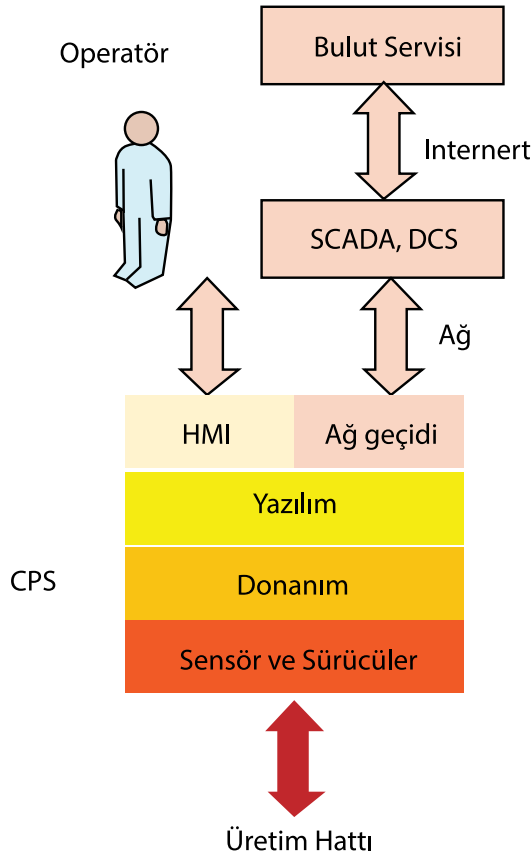 Operatör
Bulut Servisi
Internert
SCADA, DCS
Ağ
HMI
Ağ geçidi
Yazılım
CPS
Donanım
Sensör ve Sürücüler
Üretim Hattı